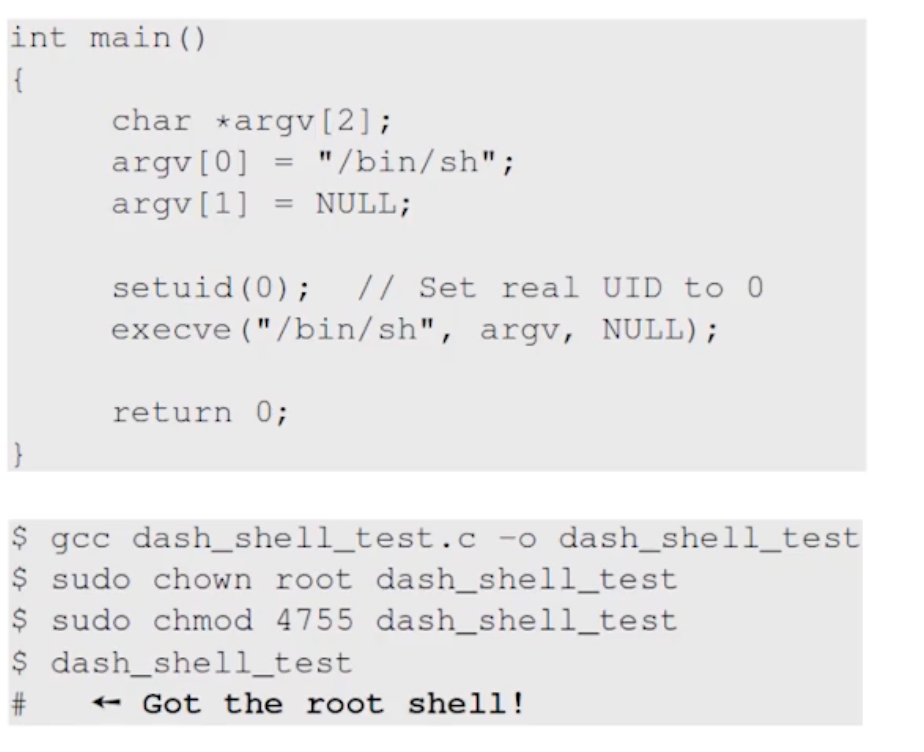 int main()
{
char *argv[2];
argv[0] = "/bin/sh";
argv[1] = NULL;
setuid(0); // Set real UID to 0
execve("/bin/sh", argv, NULL);
return 0;
}
$ gcc dash_shell_test.c -o dash_shell_test
$ sudo chown root dash_shell_test
$ sudo chmod 4755 dash_shell_test
$ dash_shell_test
# ← Got the root shell!